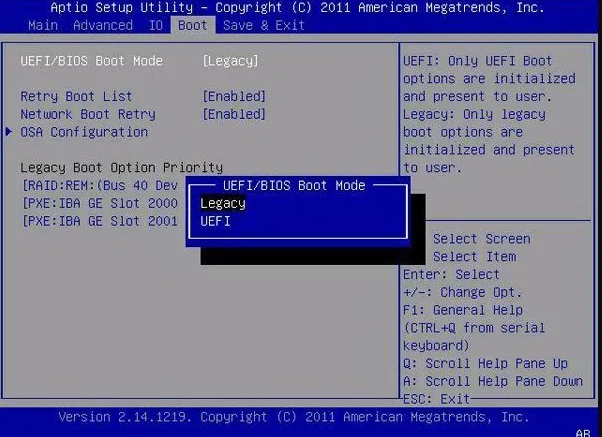 Aptio Setup Utility – Copyright (C) 2011 American Megatrends, Inc.
Main Advanced IO Boot Save & Exit
UEFI/BIOS Boot Mode [Legacy]
Retry Boot List [Enabled]
Network Boot Retry [Enabled]
OSA Configuration
Legacy Boot Option Priority
[RAID:REM:(Bus 40 Dev
[PXE:IBA GE Slot 2000
[PXE:IBA GE Slot 2001
UEFI/BIOS Boot Mode
Legacy
UEFI
UEFI: Only UEFI Boot
options are initialized
and present to user.
Legacy: Only legacy
boot options are
initialized and present
to user.
Select Screen
Select Item
Enter: Select
+/-: Change Opt.
F1: General Help
(CTRL+Q from serial
keyboard)
Q: Scroll Help Pane Up
A: Scroll Help Pane Down
ESC: Exit
Version 2.14.1219. Copyright (C) 2011 American Megatrends, Inc.
AB